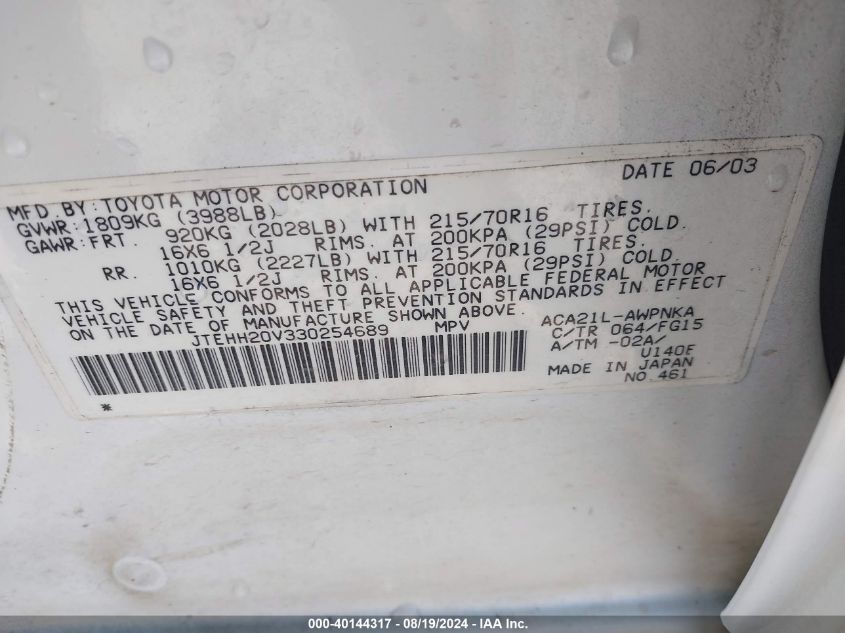 MFD. BY: TOYOTA MOTOR CORPORATION DATE 06/03
GVWR: 1809KG (3988LB)
GAWR: FRT. 920KG (2028LB) WITH 215/70R16 TIRES.
16X6 1/2J RIMS. AT 200KPA (29PSI) COLD.
RR. 1010KG (2227LB) WITH 215/70R16 TIRES.
16X6 1/2J RIMS. AT 200KPA (29PSI) COLD.
THIS VEHICLE CONFORMS TO ALL APPLICABLE FEDERAL MOTOR
VEHICLE SAFETY AND THEFT PREVENTION STANDARDS IN EFFECT
ON THE DATE OF MANUFACTURE SHOWN ABOVE.
JTEHH20V330254689 MPV
ACA21L-AWPNKA
C/TR 064/FG15
A/TM -02A/
U140E
MADE IN JAPAN
NO. 461
*
000-40144317 - 08/19/2024 - IAA Inc.